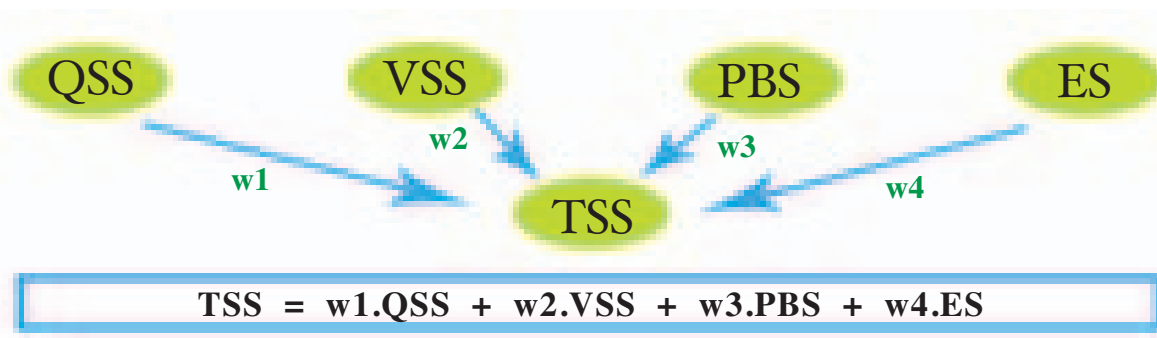 QSS VSS PBS ES
w1 w2 w3 w4
TSS
TSS = w1.QSS + w2.VSS + w3.PBS + w4.ES